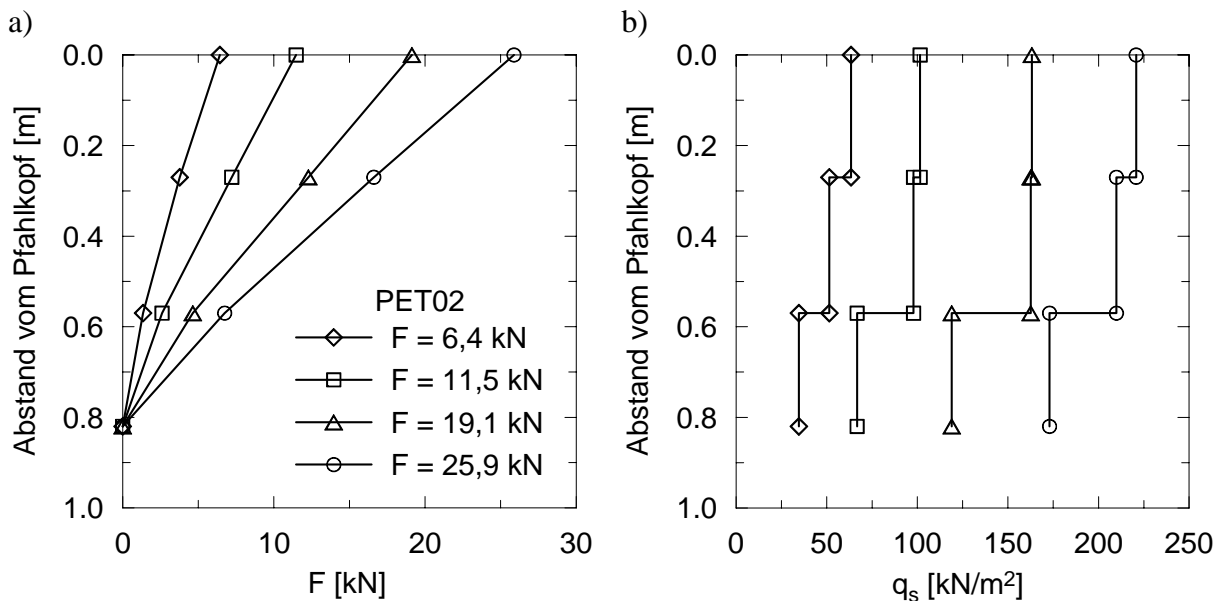 a)
Abstand vom Pfahlkopf [m]
0.0
0.2
0.4
0.6
0.8
1.0
0
10
20
30
F [kN]
PET02
F = 6,4 kN
F = 11,5 kN
F = 19,1 kN
F = 25,9 kN
b)
Abstand vom Pfahlkopf [m]
0.0
0.2
0.4
0.6
0.8
1.0
0
50
100
150
200
250
qₛ [kN/m²]